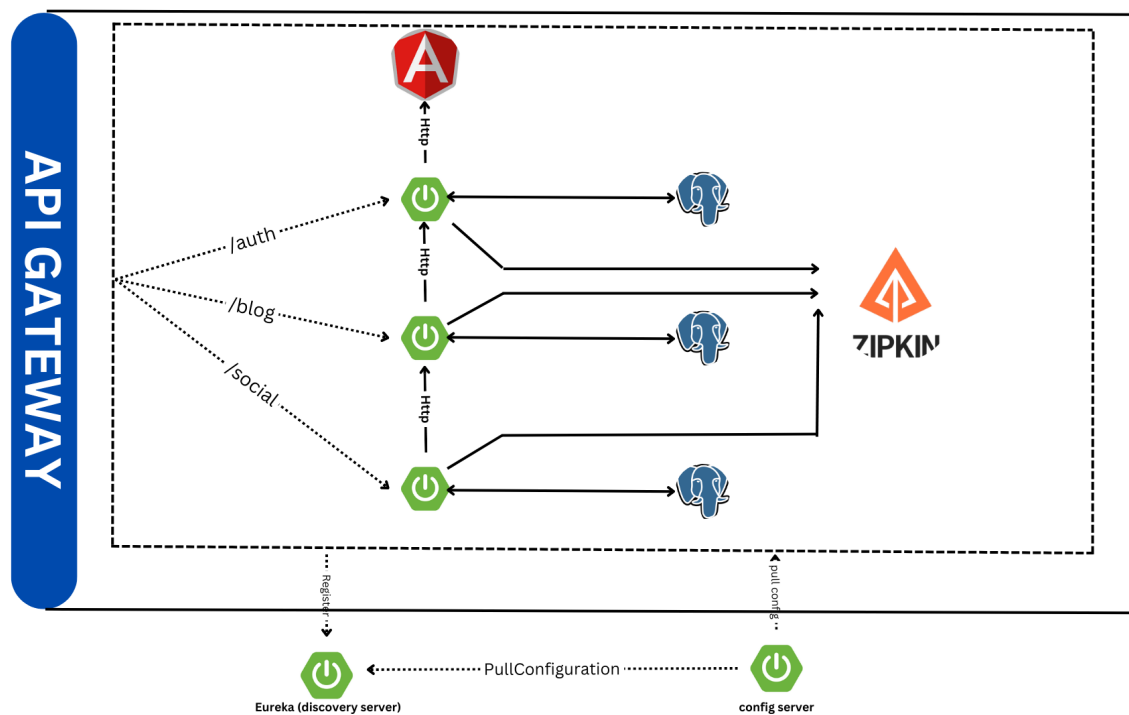 API GATEWAY
A
Http
/auth
Http
/blog
/social
Http
ZIPKIN
Register
pull config
PullConfiguration
Eureka (discovery server)
config server